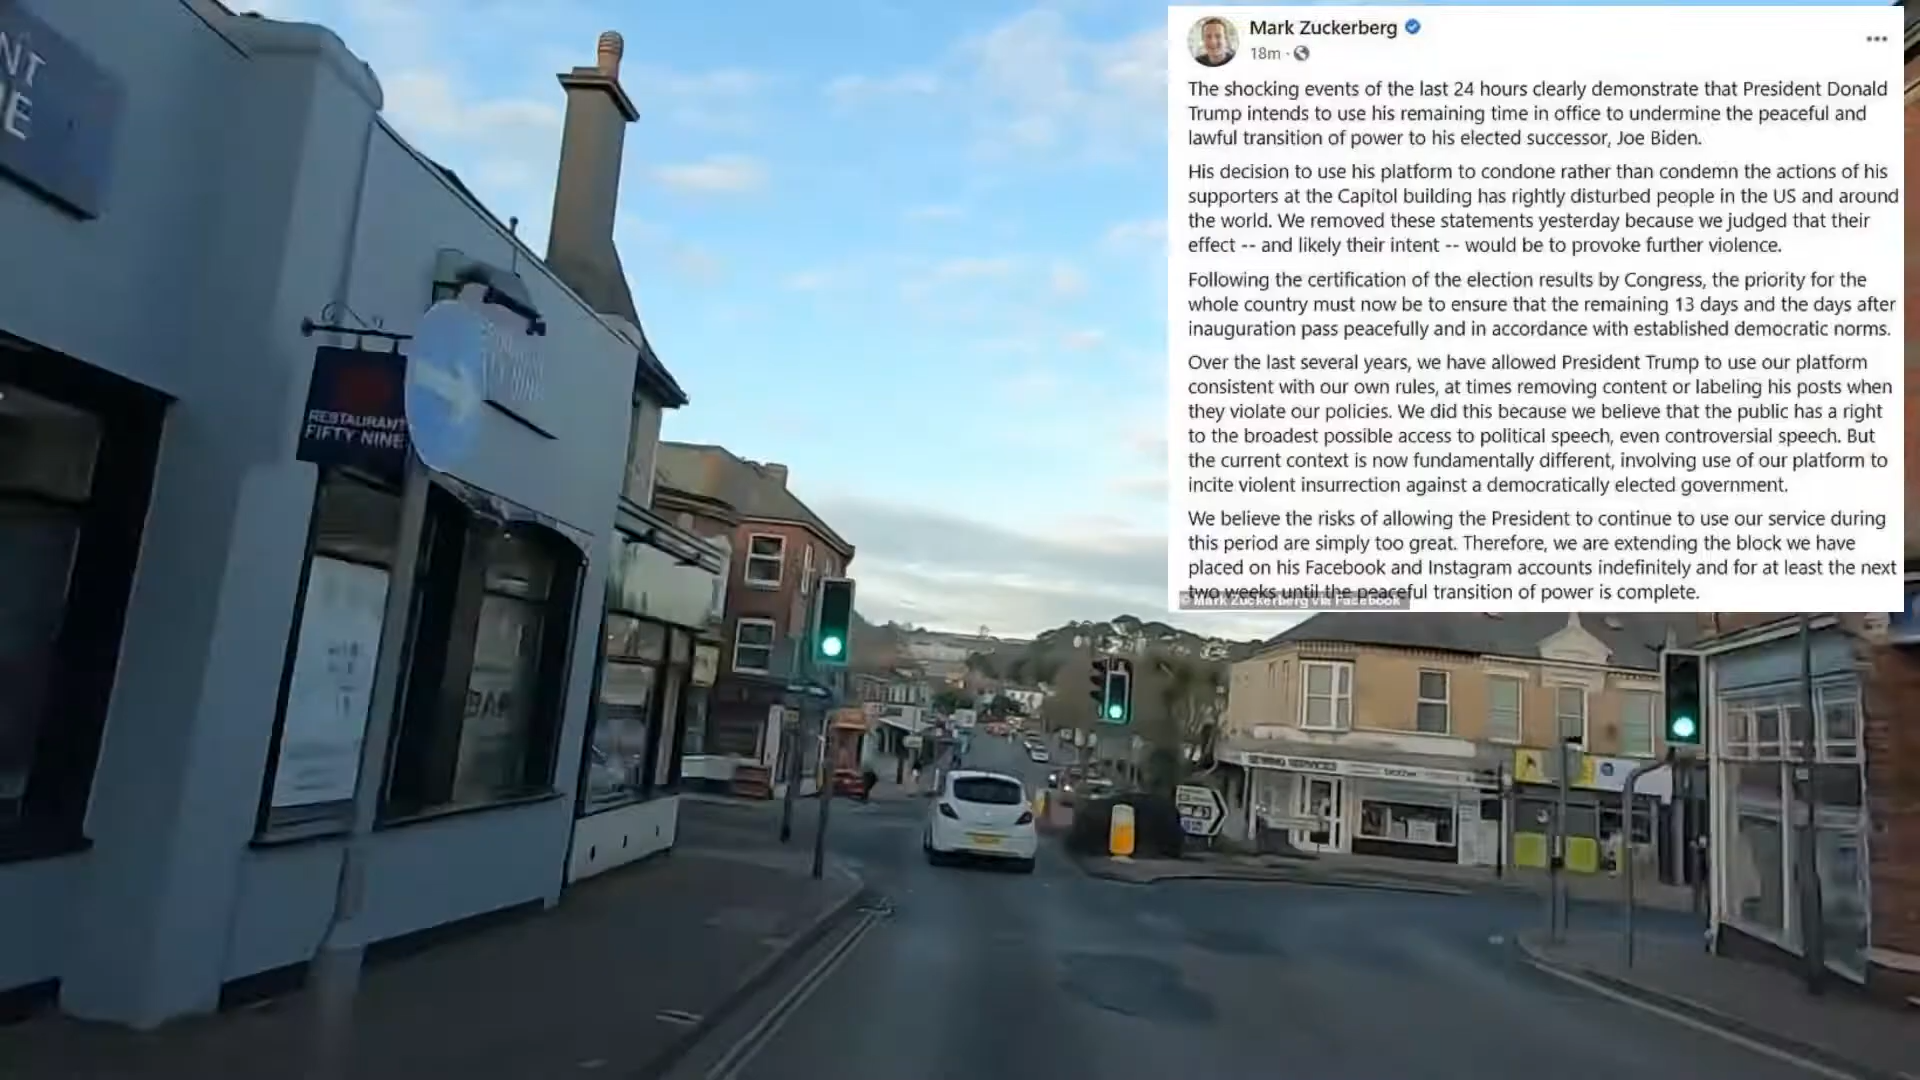 NT
E
RESTAURANT
FIFTY NINE
BAR
SEWING SERVICES
Mark Zuckerberg
18m ·
The shocking events of the last 24 hours clearly demonstrate that President Donald
Trump intends to use his remaining time in office to undermine the peaceful and
lawful transition of power to his elected successor, Joe Biden.
His decision to use his platform to condone rather than condemn the actions of his
supporters at the Capitol building has rightly disturbed people in the US and around
the world. We removed these statements yesterday because we judged that their
effect -- and likely their intent -- would be to provoke further violence.
Following the certification of the election results by Congress, the priority for the
whole country must now be to ensure that the remaining 13 days and the days after
inauguration pass peacefully and in accordance with established democratic norms.
Over the last several years, we have allowed President Trump to use our platform
consistent with our own rules, at times removing content or labeling his posts when
they violate our policies. We did this because we believe that the public has a right
to the broadest possible access to political speech, even controversial speech. But
the current context is now fundamentally different, involving use of our platform to
incite violent insurrection against a democratically elected government.
We believe the risks of allowing the President to continue to use our service during
this period are simply too great. Therefore, we are extending the block we have
placed on his Facebook and Instagram accounts indefinitely and for at least the next
two weeks until the peaceful transition of power is complete.
© Mark Zuckerberg via Facebook